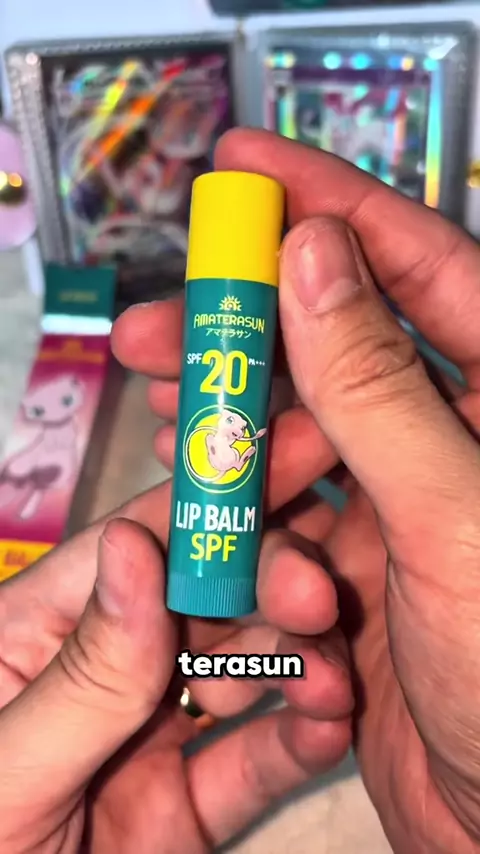 AMATERASUN
アマテラサン
SPF 20 PA+++
LIP BALM
SPF
terasun